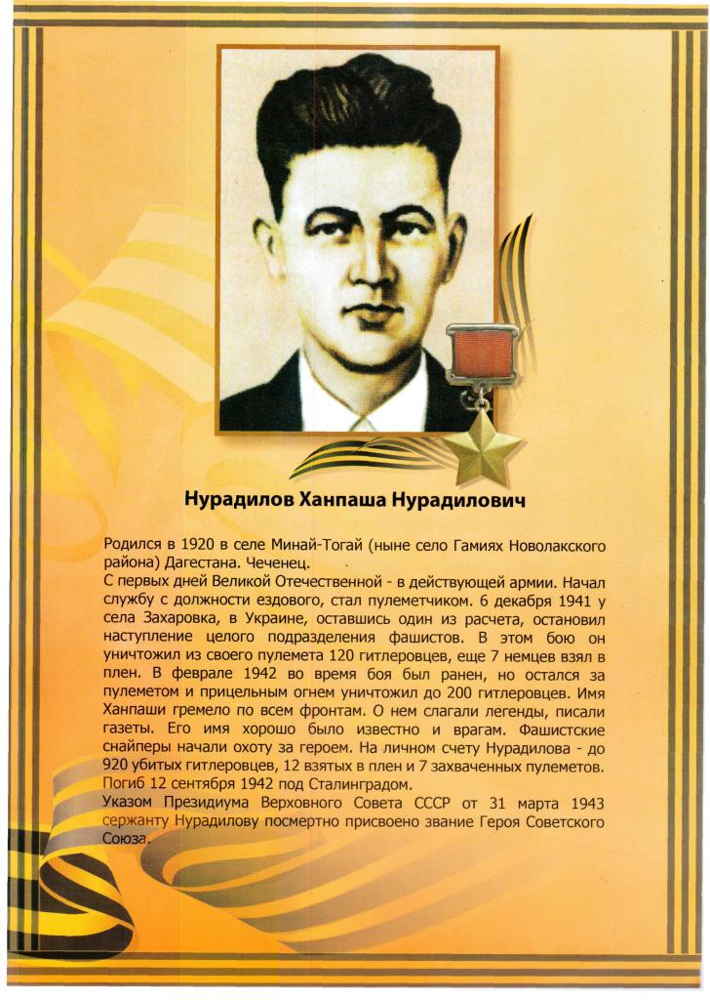 Нурадилов Ханпаша Нурадилович
Родился в 1920 в селе Минай-Тогай (ныне село Гамиях Новолакского
района) Дагестана. Чеченец.
С первых дней Великой Отечественной - в действующей армии. Начал
службу с должности ездового, стал пулеметчиком. 6 декабря 1941 у
села Захаровка, в Украине, оставшись один из расчета, остановил
наступление целого подразделения фашистов. В этом бою он
уничтожил из своего пулемета 120 гитлеровцев, еще 7 немцев взял в
плен. В феврале 1942 во время боя был ранен, но остался за
пулеметом и прицельным огнем уничтожил до 200 гитлеровцев. Имя
Ханпаши гремело по всем фронтам. О нем слагали легенды, писали
газеты. Его имя хорошо было известно и врагам. Фашистские
снайперы начали охоту за героем. На личном счету Нурадилова - до
920 убитых гитлеровцев, 12 взятых в плен и 7 захваченных пулеметов.
Погиб 12 сентября 1942 под Сталинградом.
Указом Президиума Верховного Совета СССР от 31 марта 1943
сержанту Нурадилову посмертно присвоено звание Героя Советского
Союза.